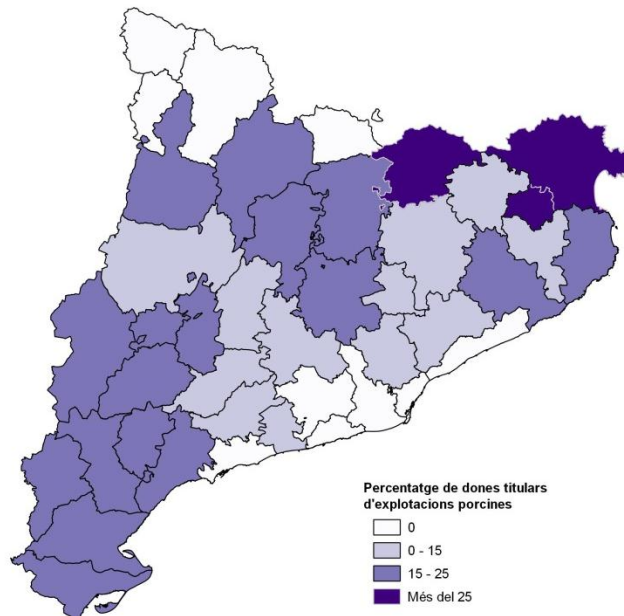 Percentatge de dones titulars
d'explotacions porcines
0
0 - 15
15 - 25
Més del 25